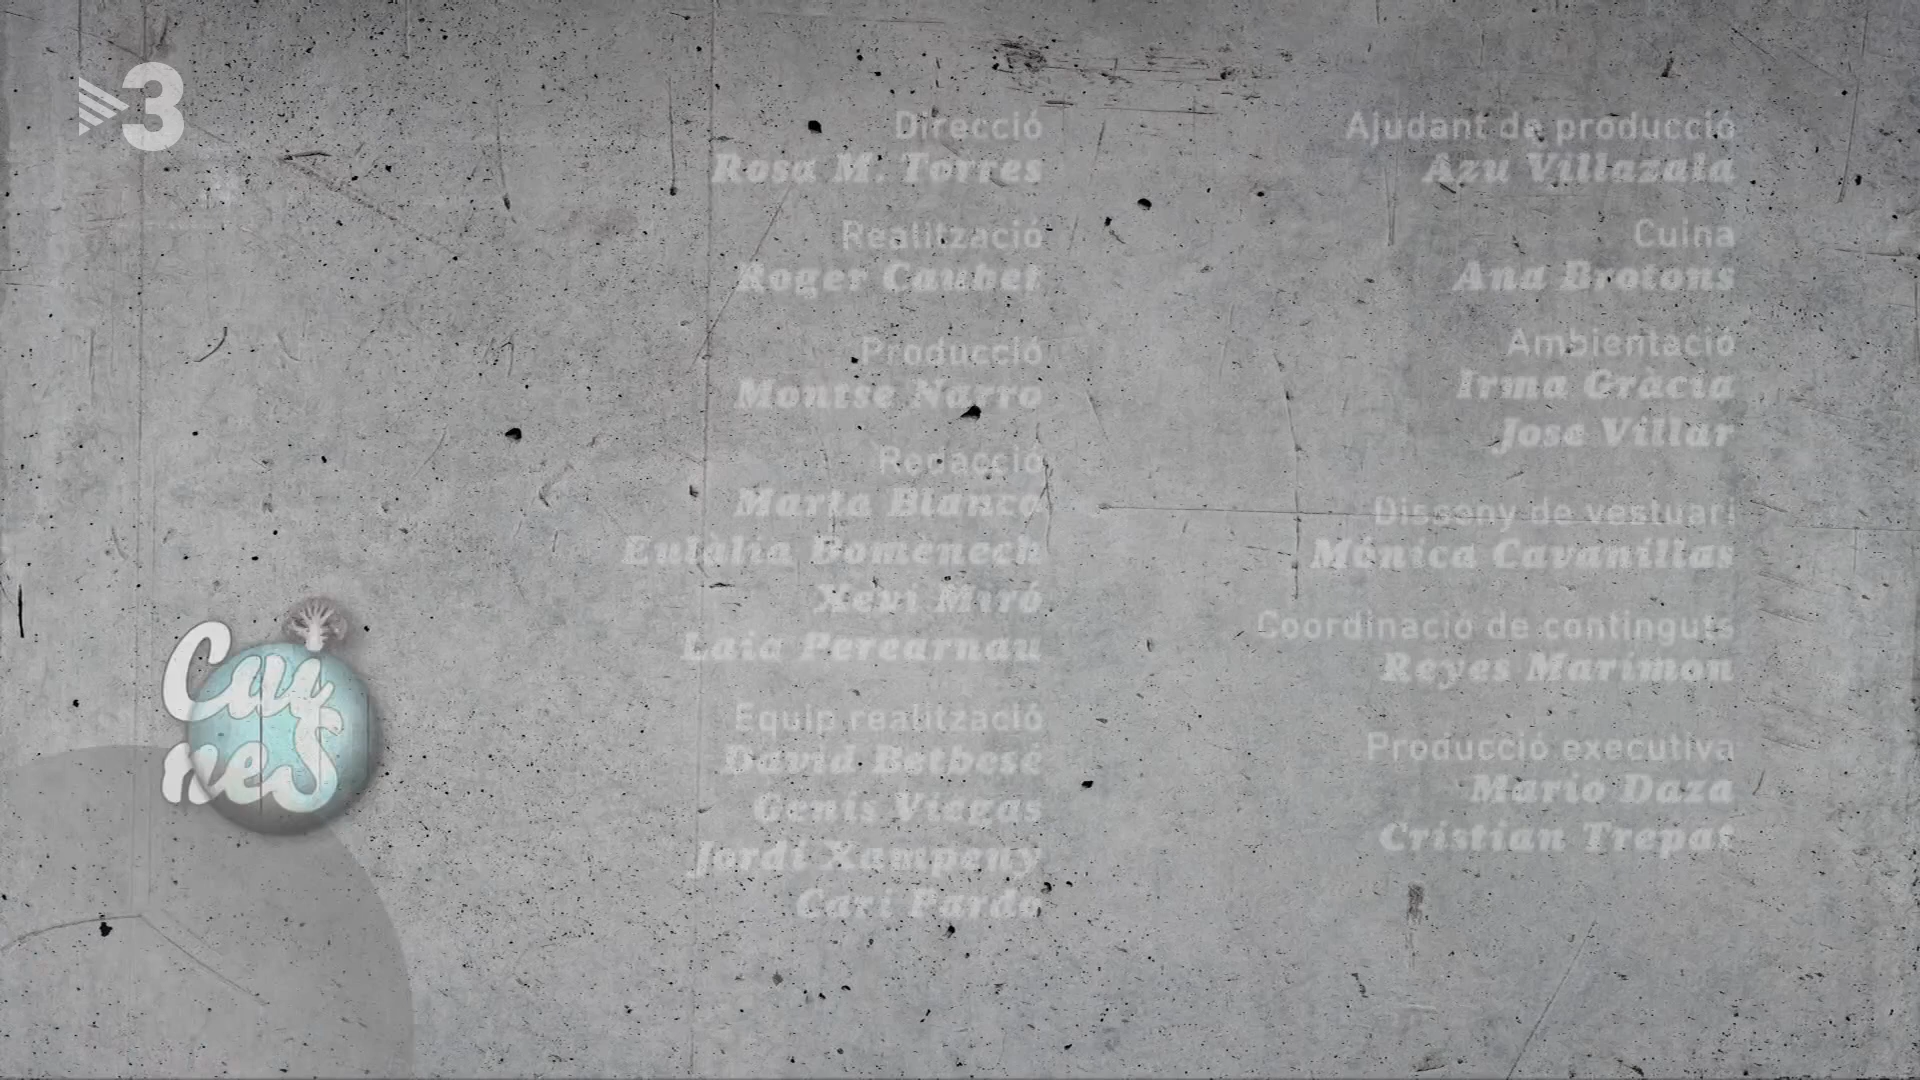 3
Direcció
Rosa M. Torres
Realització
Roger Caubet
Producció
Montse Narro
Redacció
Marta Blanco
Eulàlia Domènech
Xevi Miró
Laia Perearnau
Equip realització
David Betbesé
Genís Viegas
Jordi Xampeny
Cari Pardo
Ajudant de producció
Azu Villazala
Cuina
Ana Brotons
Ambientació
Irma Gràcia
Jose Villar
Disseny de vestuari
Mónica Cavanillas
Coordinació de continguts
Reyes Marimon
Producció executiva
Mario Daza
Cristian Trepat
Cui
nes